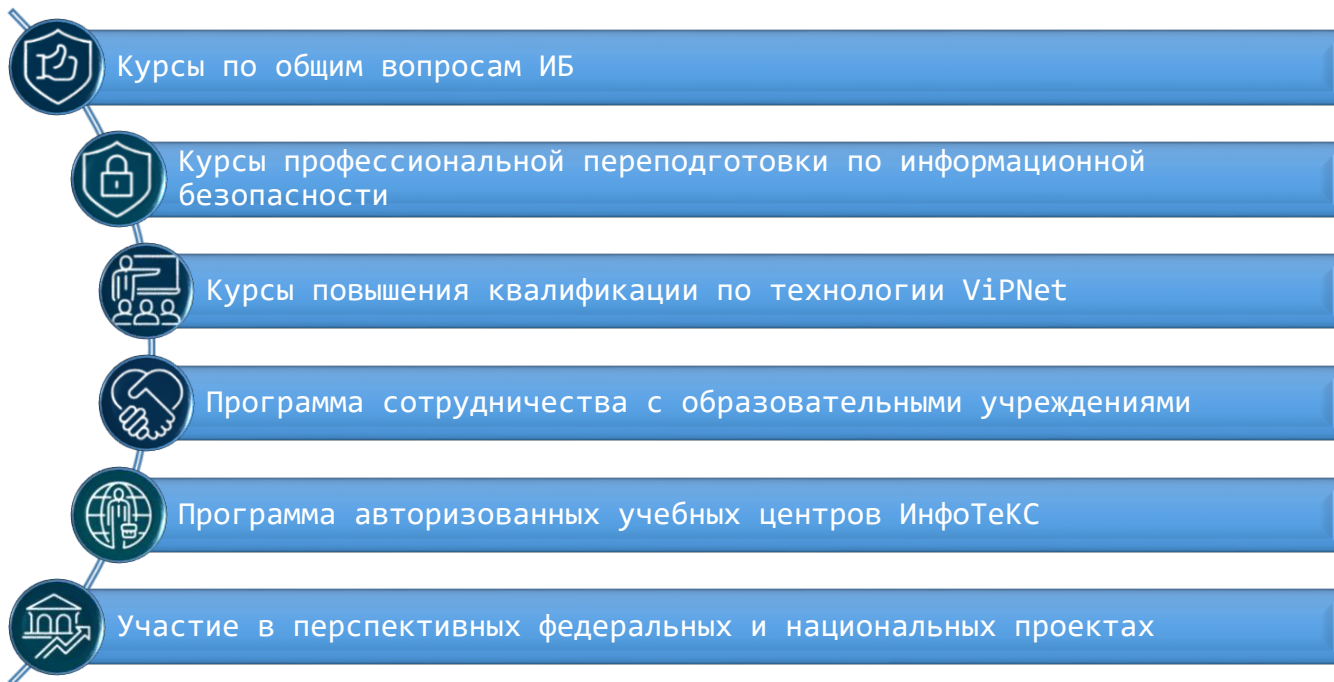 Курсы по общим вопросам ИБ
Курсы профессиональной переподготовки по информационной
безопасности
Курсы повышения квалификации по технологии ViPNet
Программа сотрудничества с образовательными учреждениями
Программа авторизованных учебных центров ИнфоТеКС
Участие в перспективных федеральных и национальных проектах